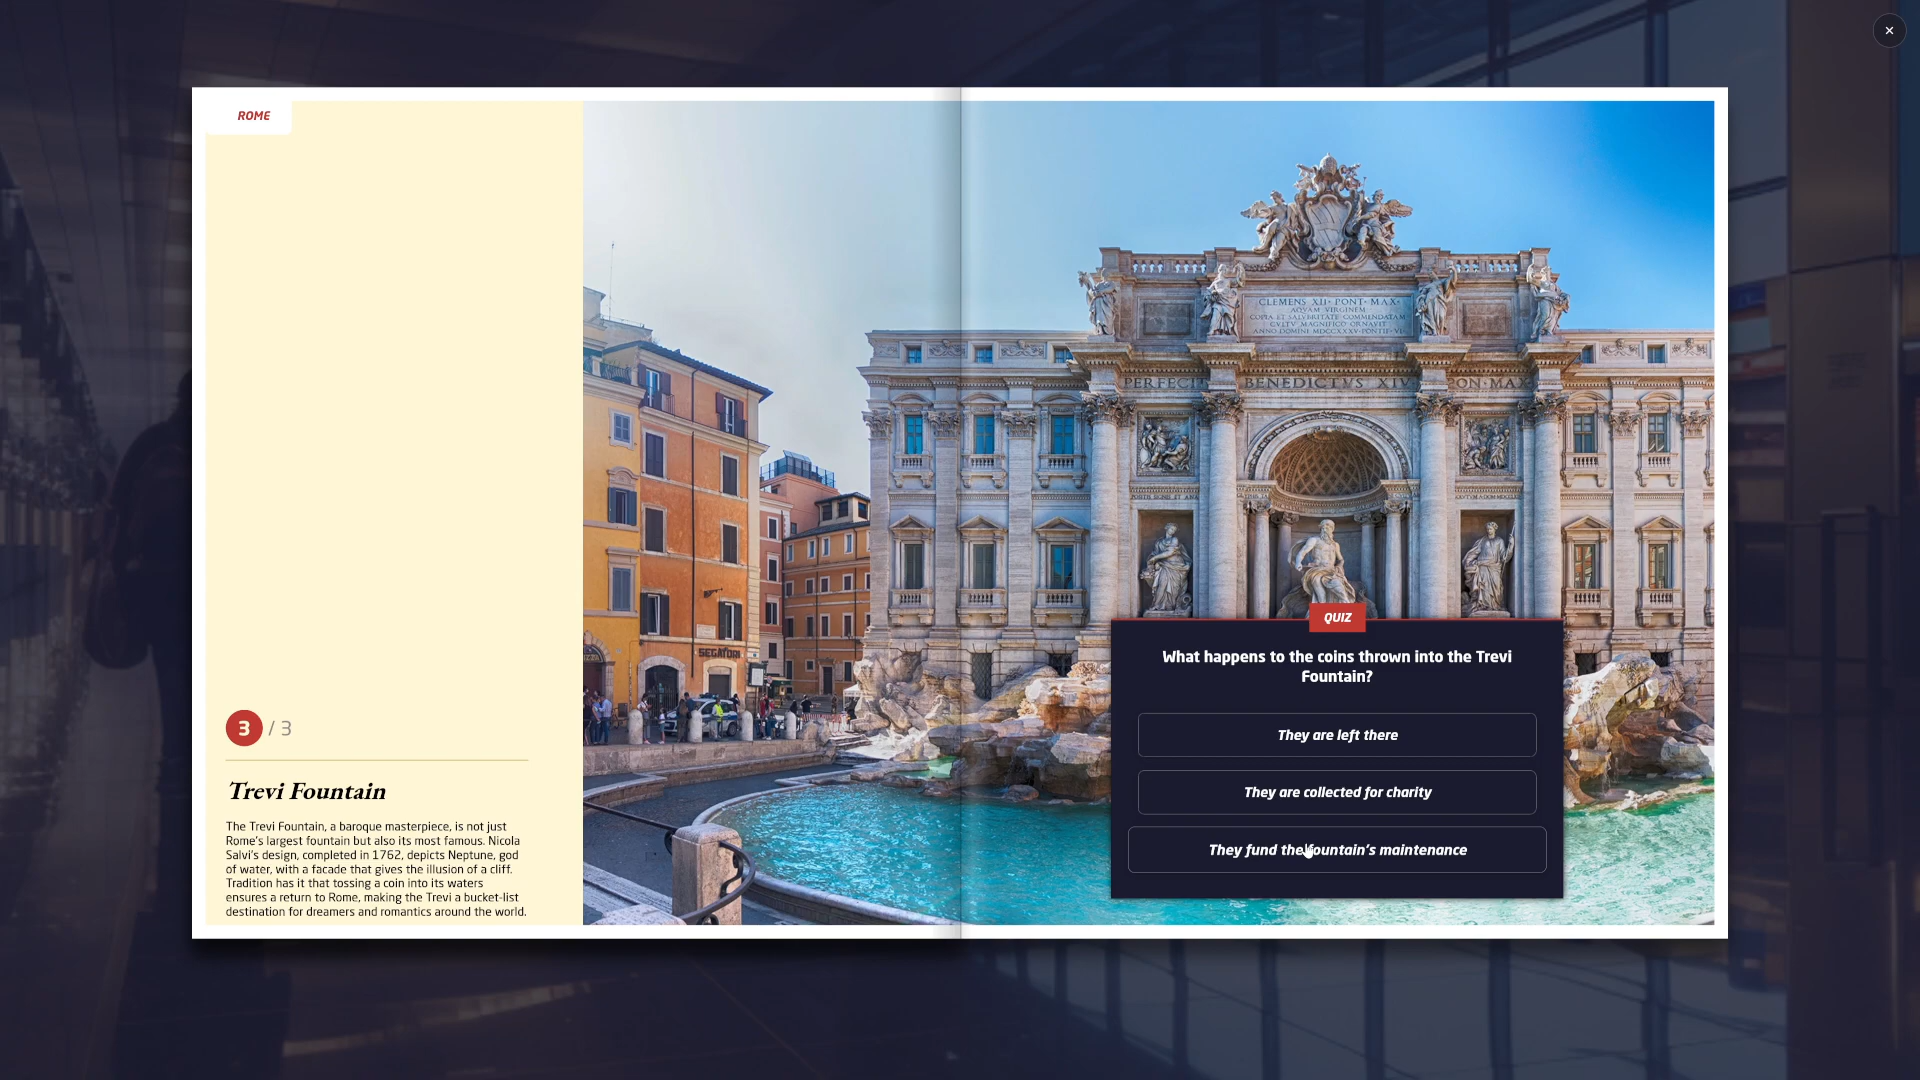 ROME
3 / 3
Trevi Fountain
The Trevi Fountain, a baroque masterpiece, is not just
Rome's largest fountain but also its most famous. Nicola
Salvi's design, completed in 1762, depicts Neptune, god
of water, with a facade that gives the illusion of a cliff.
Tradition has it that tossing a coin into its waters
ensures a return to Rome, making the Trevi a bucket-list
destination for dreamers and romantics around the world.
SEGATORI
CLEMENS XII · PONT · MAX ·
AQVAM VIRGINEM
COPIA ET SALVBRITATE COMMENDATAM
CVLTV MAGNIFICO ORNAVIT
ANNO DOMINI MDCCXXXV · PONTIF · VI ·
PERFECIT BENEDICTVS XIV PON · MAX ·
QUIZ
What happens to the coins thrown into the Trevi
Fountain?
They are left there
They are collected for charity
They fund the fountain's maintenance